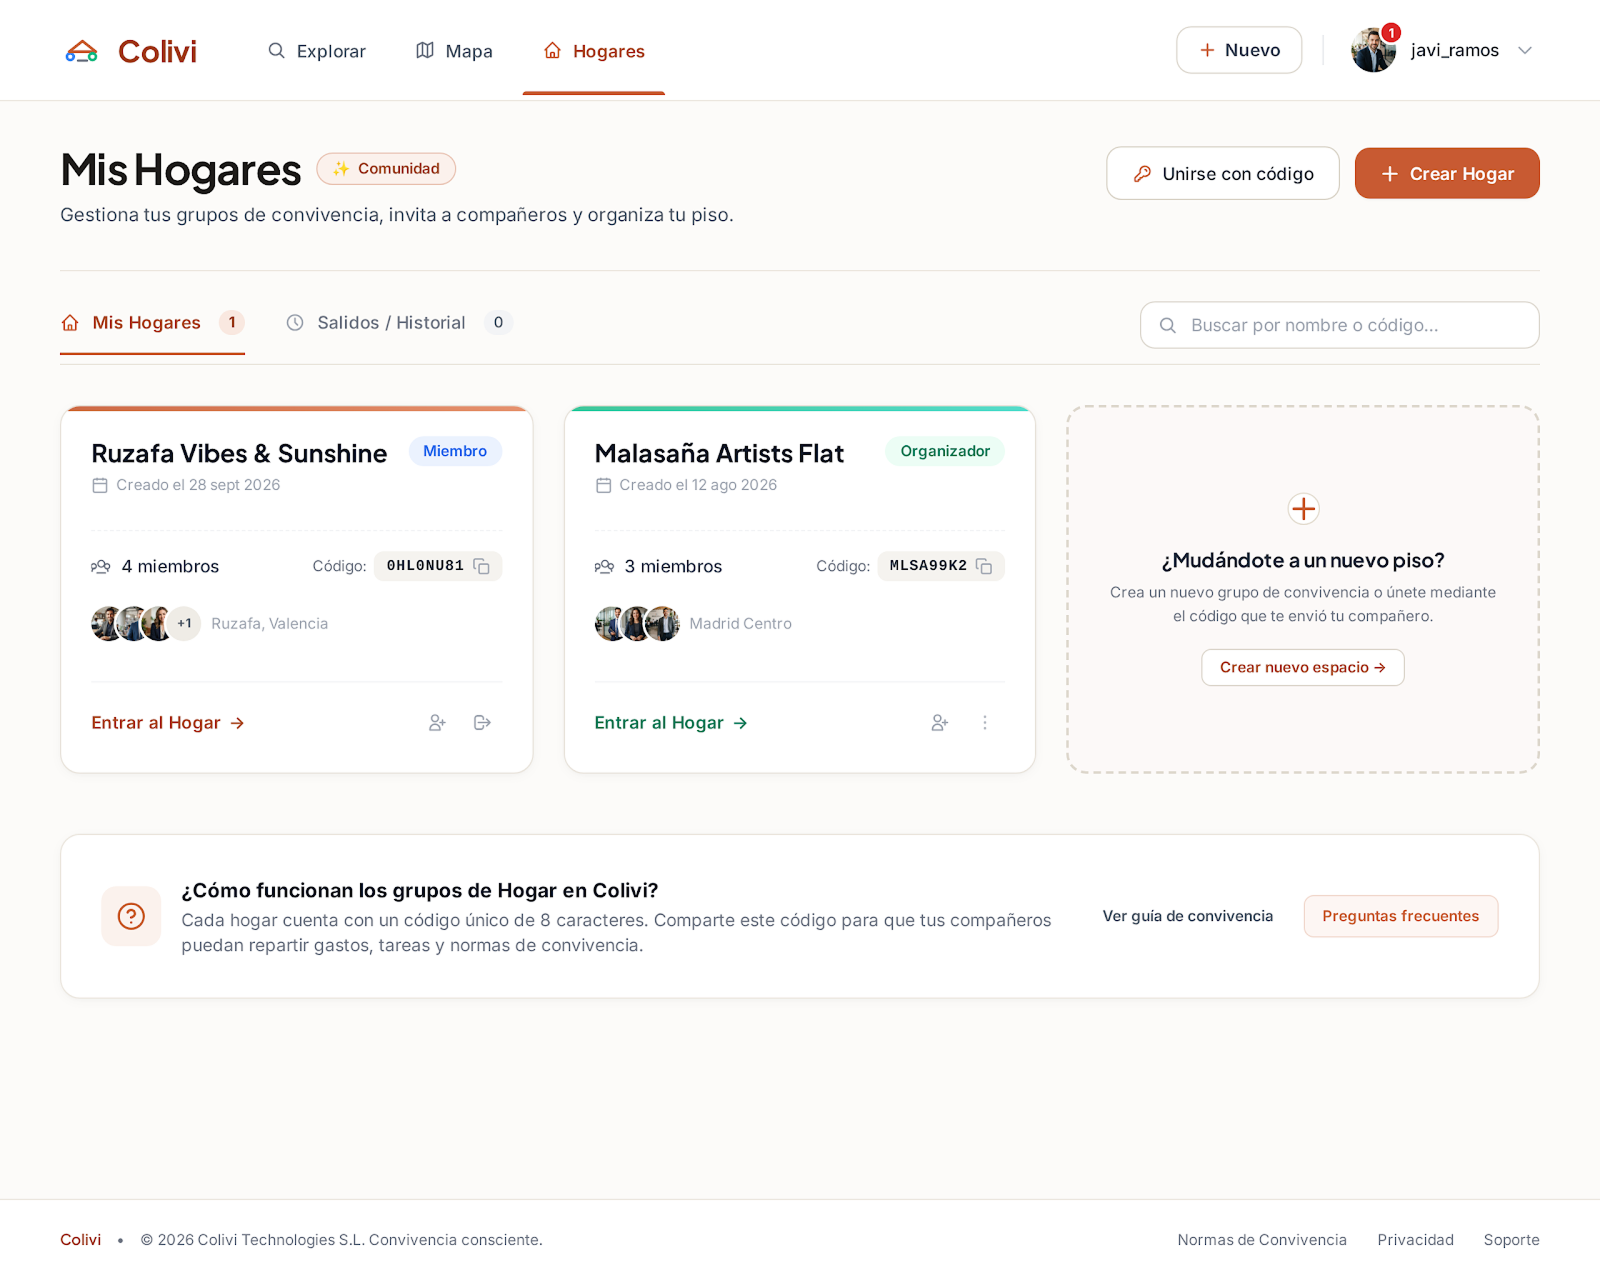 Colivi
Explorar
Mapa
Hogares
Nuevo
1
javi_ramos
Mis Hogares
✨ Comunidad
Gestiona tus grupos de convivencia, invita a compañeros y organiza tu piso.
Unirse con código
Crear Hogar
Mis Hogares 1
Salidos / Historial 0
Buscar por nombre o código...
Ruzafa Vibes & Sunshine
Miembro
Creado el 28 sept 2026
4 miembros
Código: 0HL0NU81
+1
Ruzafa, Valencia
Entrar al Hogar →
Malasaña Artists Flat
Organizador
Creado el 12 ago 2026
3 miembros
Código: MLSA99K2
Madrid Centro
Entrar al Hogar →
¿Mudándote a un nuevo piso?
Crea un nuevo grupo de convivencia o únete mediante
el código que te envió tu compañero.
Crear nuevo espacio →
¿Cómo funcionan los grupos de Hogar en Colivi?
Cada hogar cuenta con un código único de 8 caracteres. Comparte este código para que tus compañeros
puedan repartir gastos, tareas y normas de convivencia.
Ver guía de convivencia
Preguntas frecuentes
Colivi • © 2026 Colivi Technologies S.L. Convivencia consciente.
Normas de Convivencia
Privacidad
Soporte